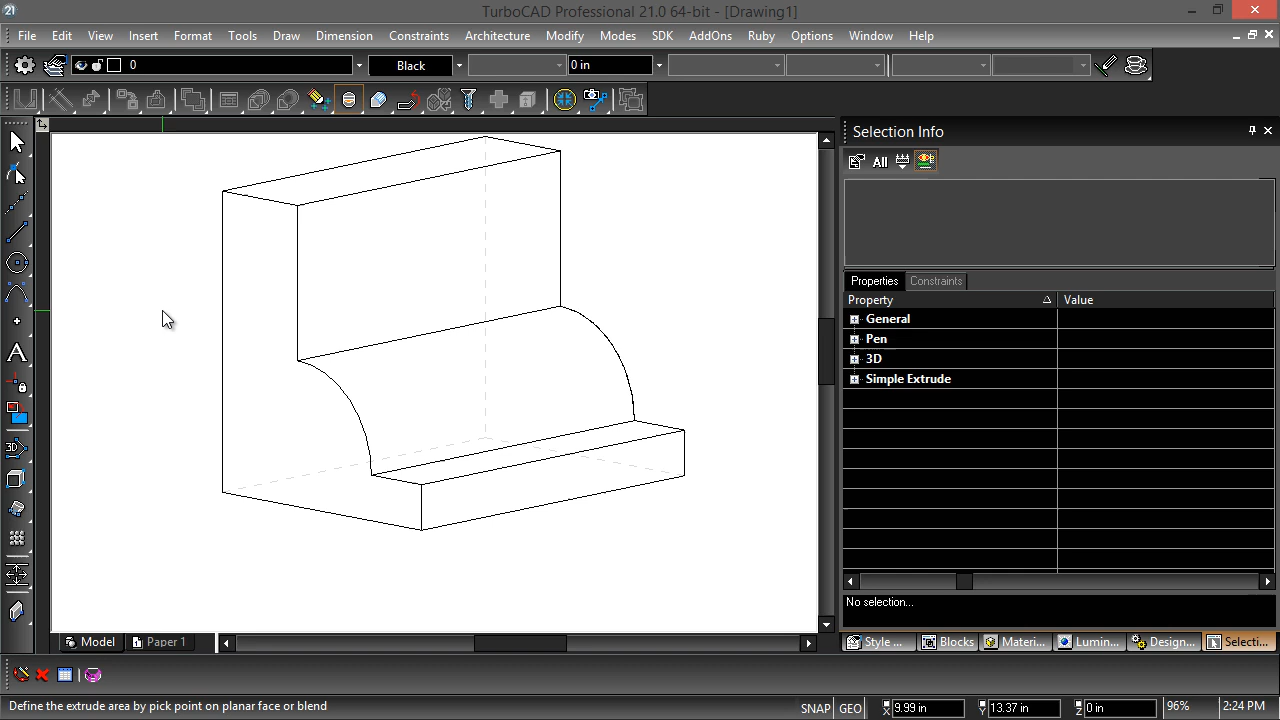 21 TurboCAD Professional 21.0 64-bit - [Drawing1]
File Edit View Insert Format Tools Draw Dimension Constraints Architecture Modify Modes SDK AddOns Ruby Options Window Help
0 Black 0 in
Selection Info
All
Properties Constraints
Property Value
General
Pen
3D
Simple Extrude
A
3D
No selection...
Model Paper 1
Style ... Blocks Materi... Lumin... Design... Selecti...
Define the extrude area by pick point on planar face or blend SNAP GEO X 9.99 in Y 13.37 in Z 0 in 96% 2:24 PM